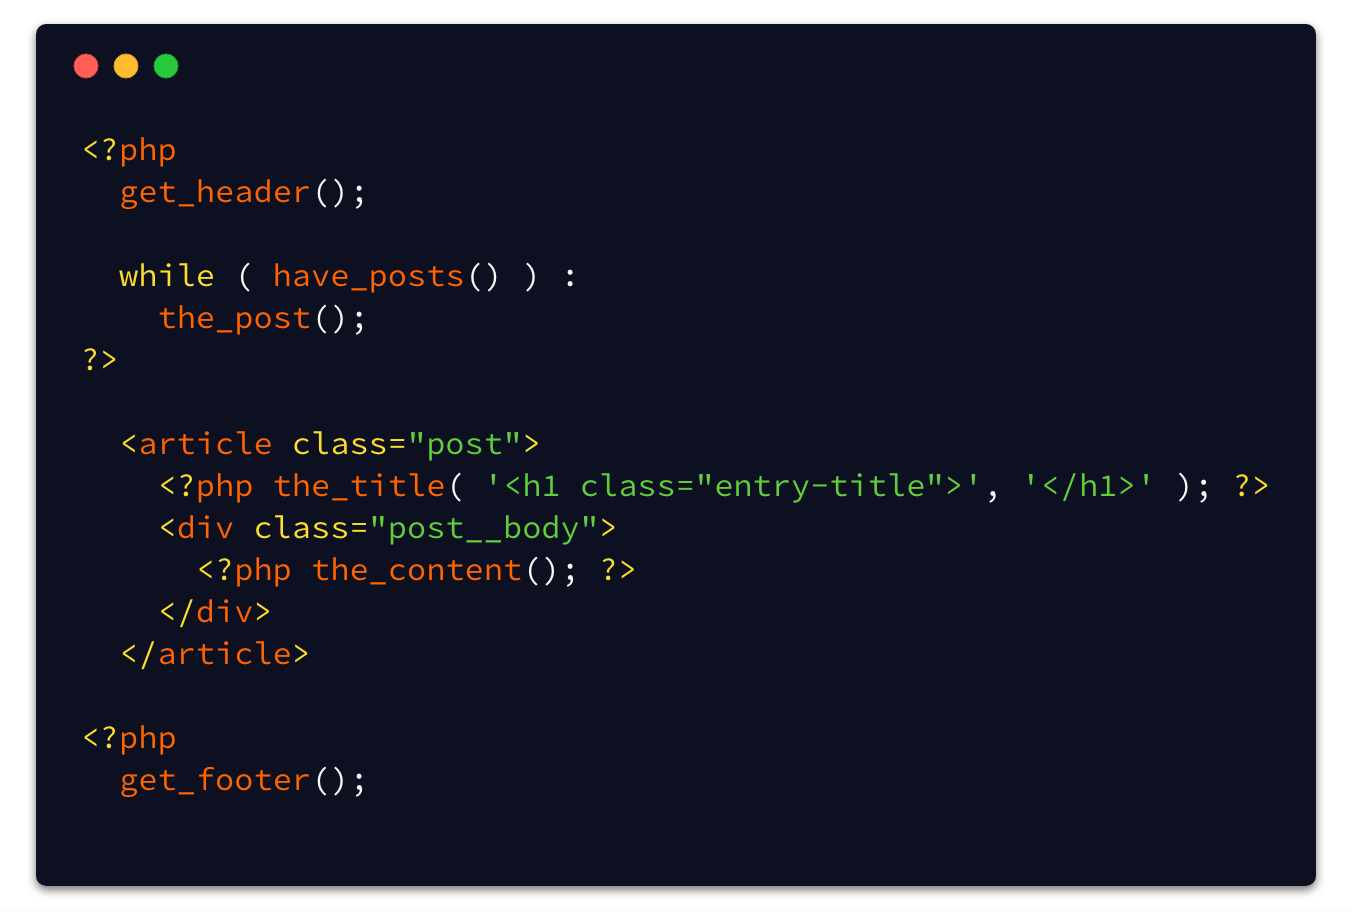 <?php
  get_header();

  while ( have_posts() ) :
    the_post();
?>

  <article class="post">
    <?php the_title( '<h1 class="entry-title">', '</h1>' ); ?>
    <div class="post__body">
      <?php the_content(); ?>
    </div>
  </article>

<?php
  get_footer();